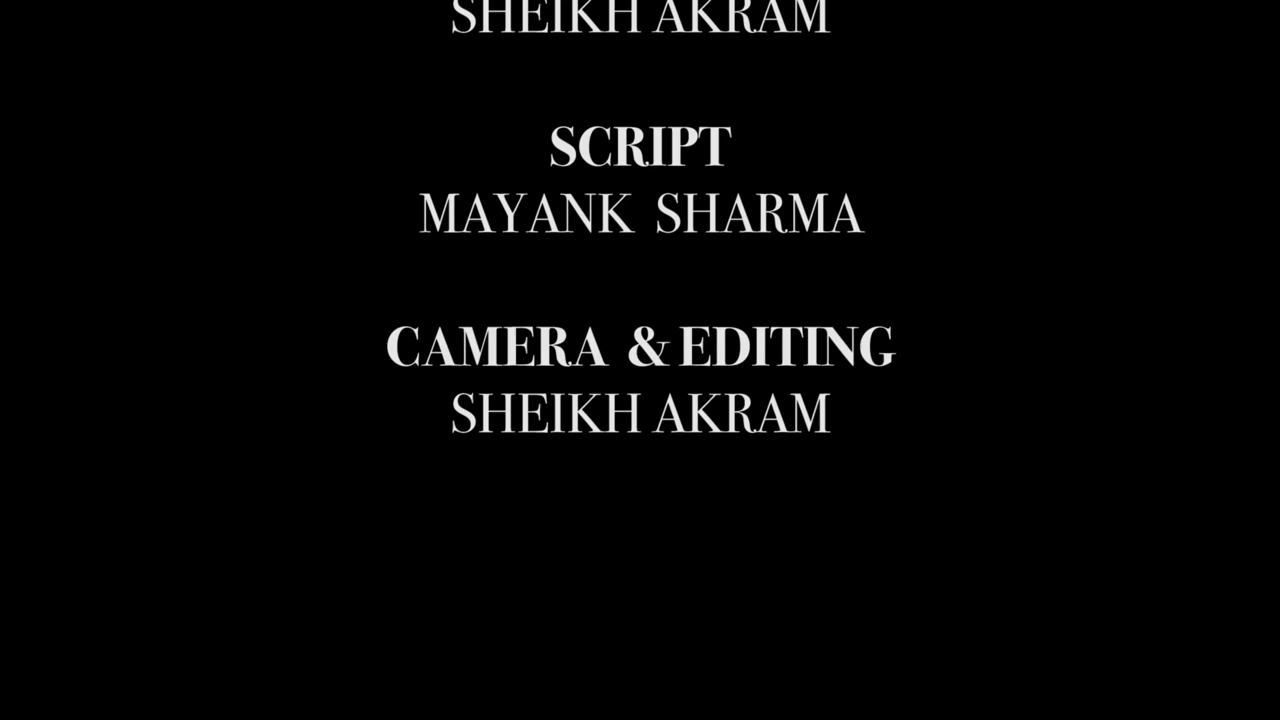 SHEIKH AKRAM
SCRIPT
MAYANK SHARMA
CAMERA & EDITING
SHEIKH AKRAM